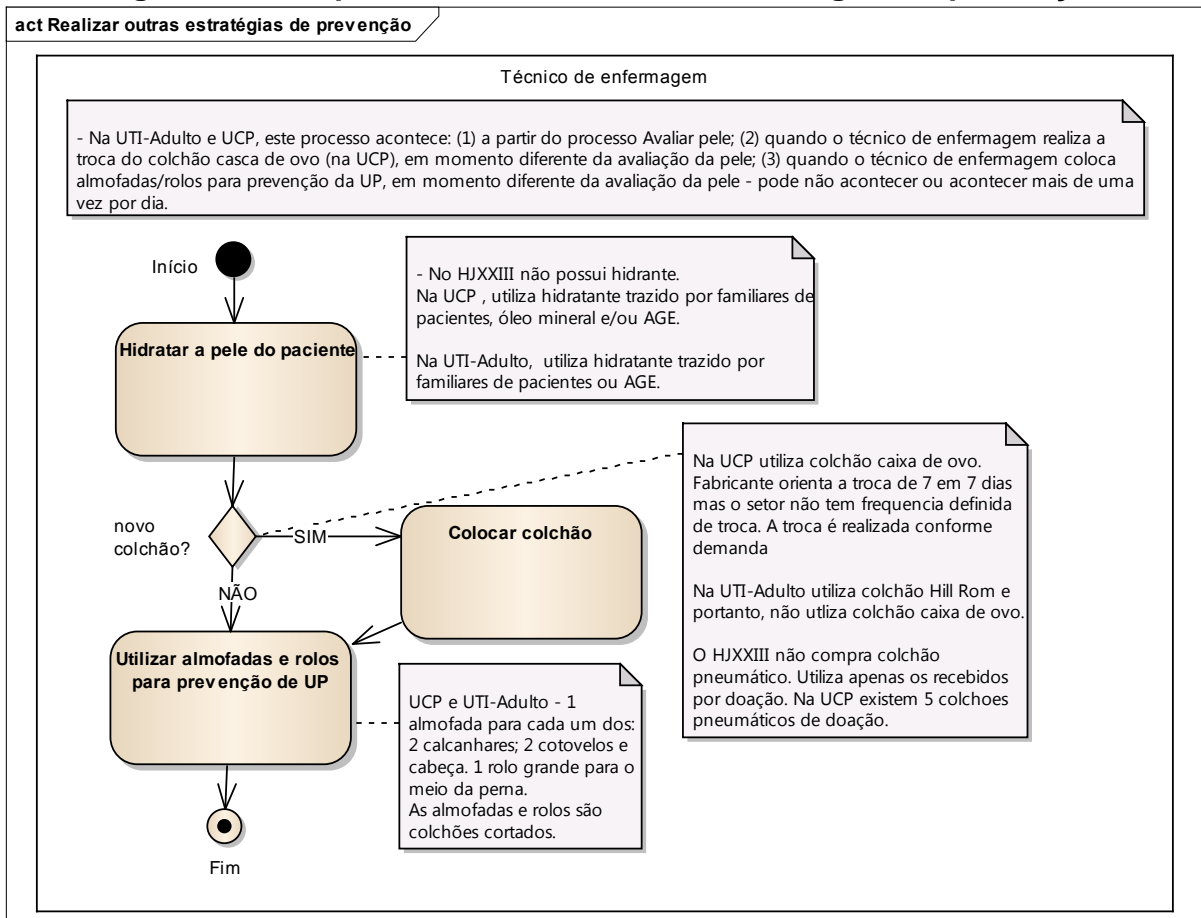 act Realizar outras estratégias de prevenção
Técnico de enfermagem
- Na UTI-Adulto e UCP, este processo acontece: (1) a partir do processo Avaliar pele; (2) quando o técnico de enfermagem realiza a
troca do colchão casca de ovo (na UCP), em momento diferente da avaliação da pele; (3) quando o técnico de enfermagem coloca
almofadas/rolos para prevenção da UP, em momento diferente da avaliação da pele - pode não acontecer ou acontecer mais de uma
vez por dia.
Início
- No HJXXIII não possui hidrante.
Na UCP , utiliza hidratante trazido por familiares de
pacientes, óleo mineral e/ou AGE.
Na UTI-Adulto, utiliza hidratante trazido por
familiares de pacientes ou AGE.
Hidratar a pele do paciente
novo
colchão?
SIM
NÃO
Colocar colchão
Na UCP utiliza colchão caixa de ovo.
Fabricante orienta a troca de 7 em 7 dias
mas o setor não tem frequencia definida
de troca. A troca é realizada conforme
demanda
Na UTI-Adulto utiliza colchão Hill Rom e
portanto, não utliza colchão caixa de ovo.
O HJXXIII não compra colchão
pneumático. Utiliza apenas os recebidos
por doação. Na UCP existem 5 colchoes
pneumáticos de doação.
Utilizar almofadas e rolos
para prevenção de UP
UCP e UTI-Adulto - 1
almofada para cada um dos:
2 calcanhares; 2 cotovelos e
cabeça. 1 rolo grande para o
meio da perna.
As almofadas e rolos são
colchões cortados.
Fim